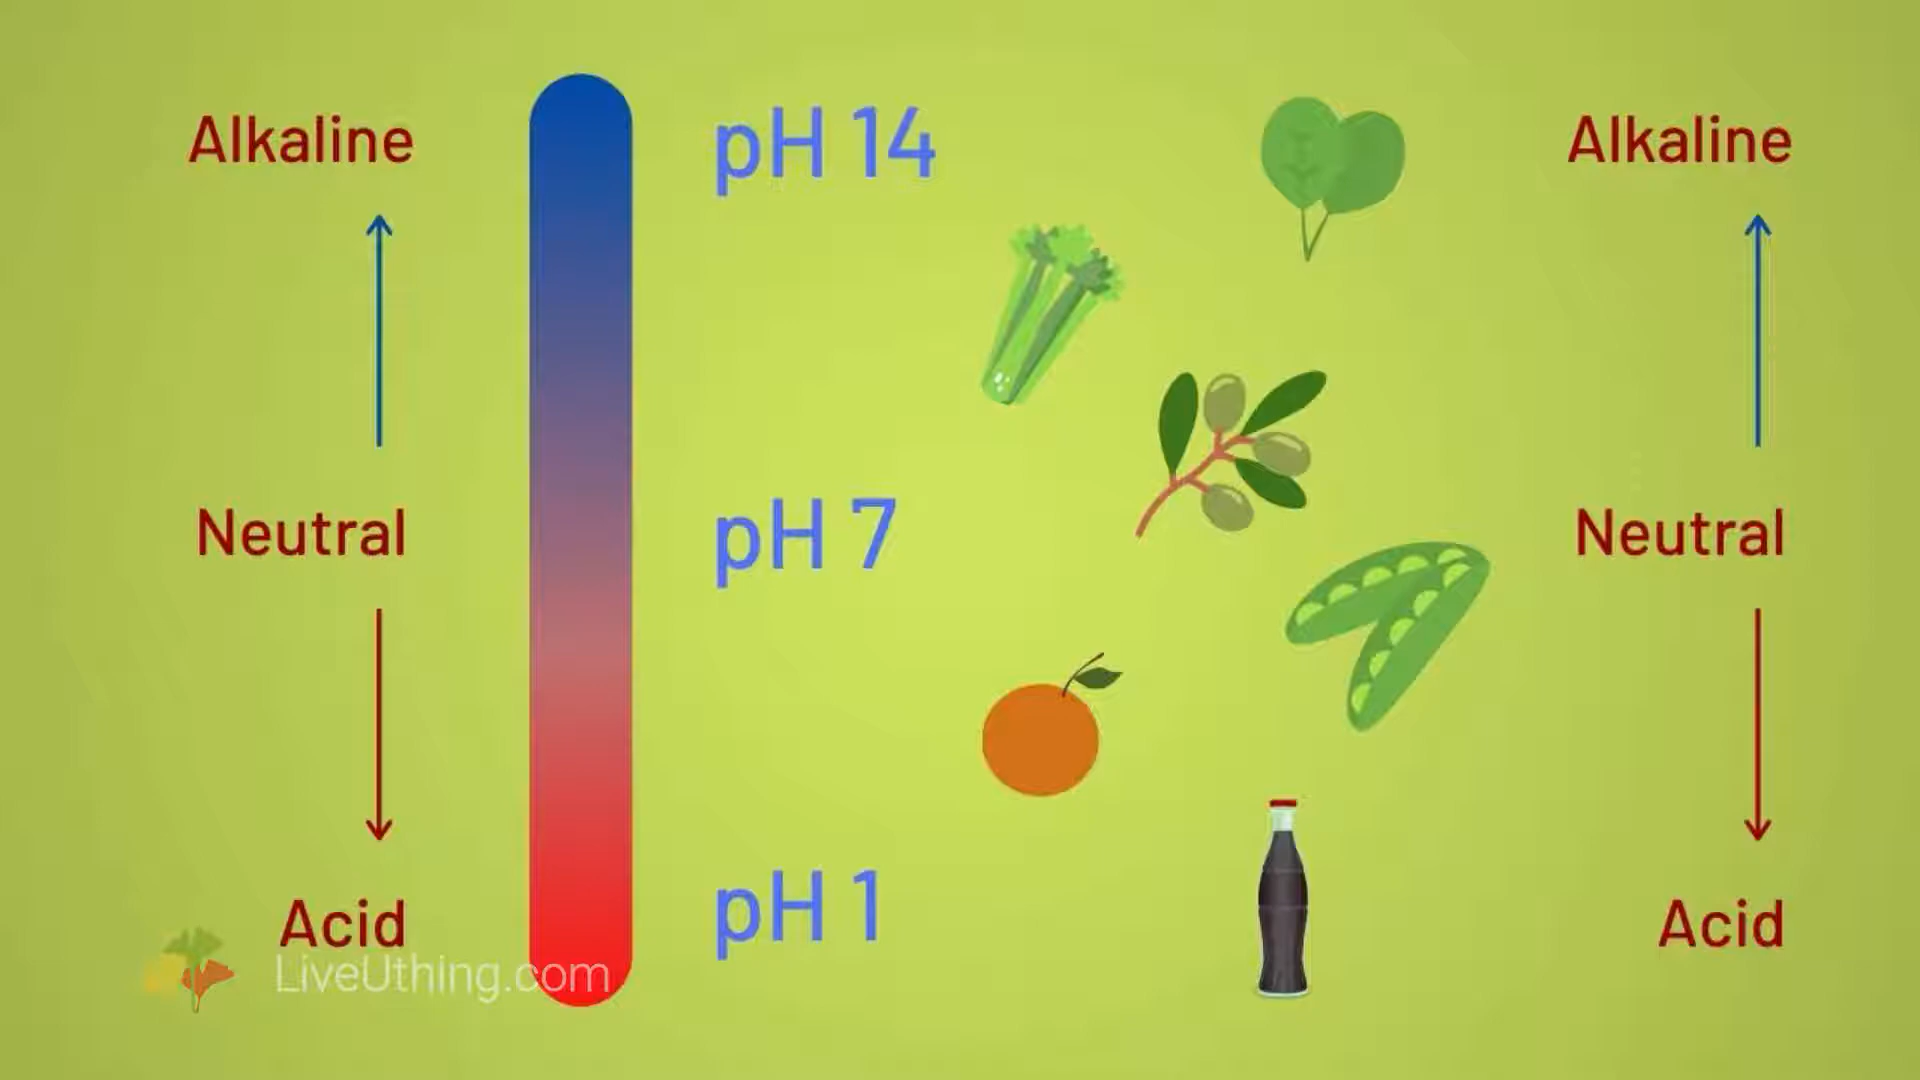 Alkaline
pH 14
Alkaline
Neutral
pH 7
Neutral
Acid
pH 1
Acid
LiveUthing.com